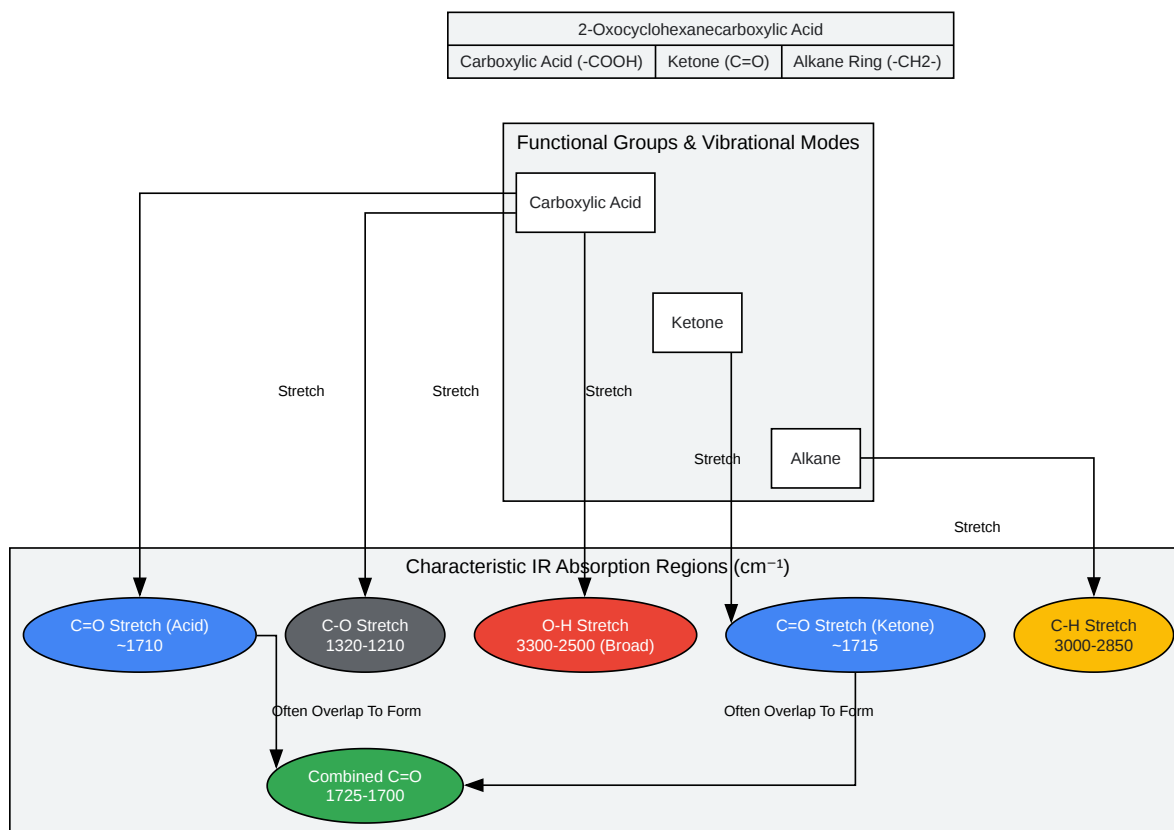 2-Oxocyclohexanecarboxylic Acid
Carboxylic Acid (-COOH)
Ketone (C=O)
Alkane Ring (-CH2-)
Functional Groups & Vibrational Modes
Carboxylic Acid
Ketone
Stretch
Stretch
Stretch
Stretch
Alkane
Stretch
Characteristic IR Absorption Regions (cm⁻¹)
C=O Stretch (Acid)
~1710
C-O Stretch
1320-1210
O-H Stretch
3300-2500 (Broad)
C=O Stretch (Ketone)
~1715
C-H Stretch
3000-2850
Often Overlap To Form
Often Overlap To Form
Combined C=O
1725-1700